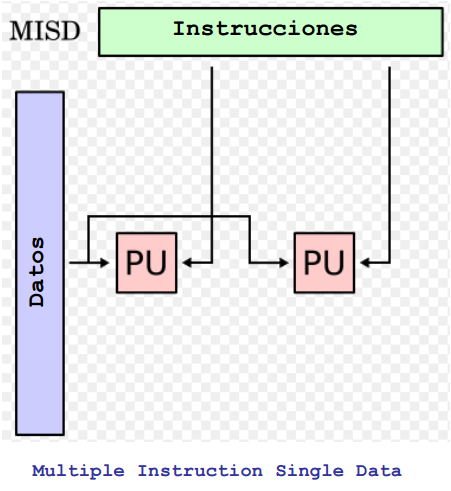 MISD
Instrucciones
Datos
PU
PU
Multiple Instruction Single Data